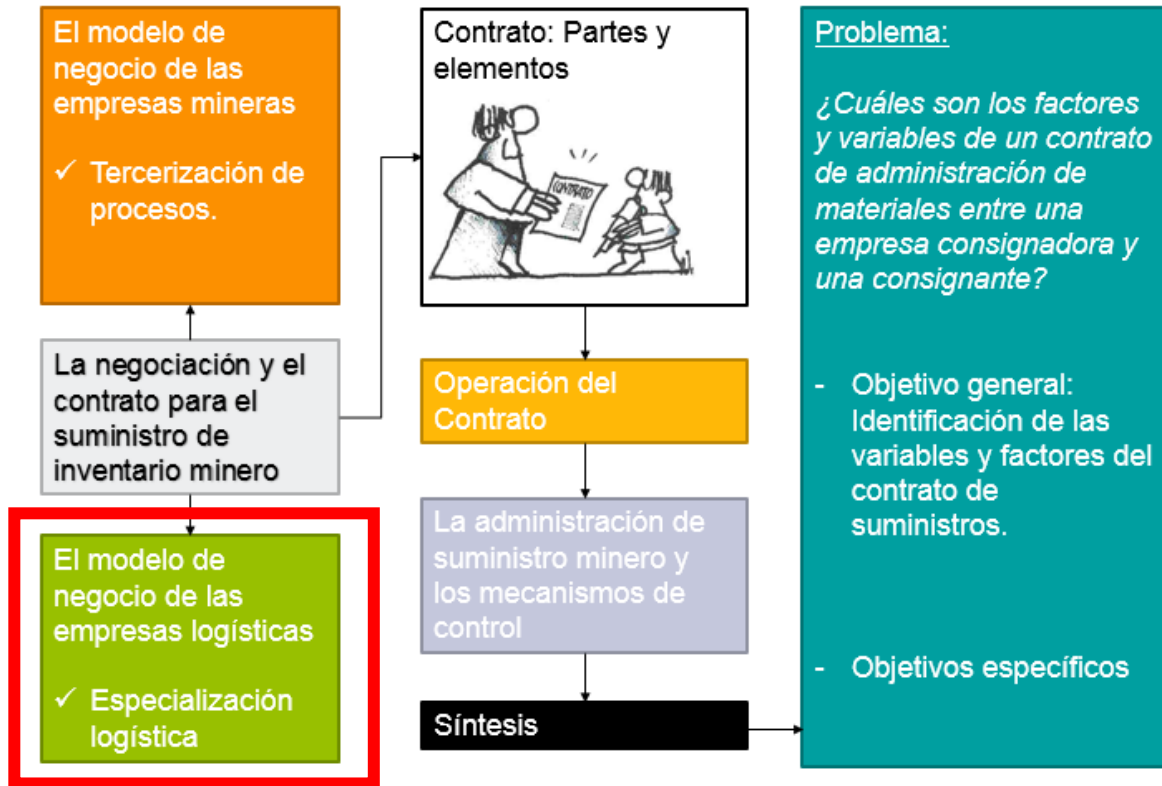 El modelo de
negocio de las
empresas mineras
✓ Tercerización de
procesos.
La negociación y el
contrato para el
suministro de
inventario minero
El modelo de
negocio de las
empresas logísticas
✓ Especialización
logística
Contrato: Partes y
elementos
CONTRATO
Operación del
Contrato
La administración de
suministro minero y
los mecanismos de
control
Síntesis
Problema:
¿Cuáles son los factores
y variables de un contrato
de administración de
materiales entre una
empresa consignadora y
una consignante?
- Objetivo general:
Identificación de las
variables y factores del
contrato de
suministros.
- Objetivos específicos